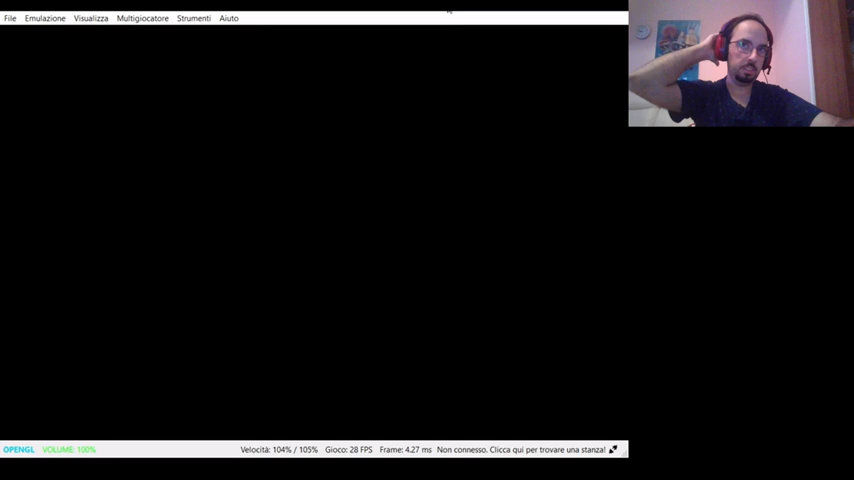 File Emulazione Visualizza Multigiocatore Strumenti Aiuto
OPENGL VOLUME: 100% Velocità: 104% / 105% Gioco: 28 FPS Frame: 4.27 ms Non connesso. Clicca qui per trovare una stanza!